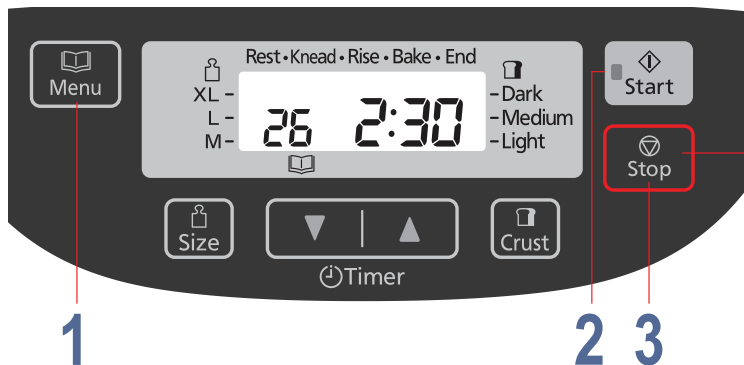 Menu
Rest • Knead • Rise • Bake • End
XL -
L -
M -
26 2:30
- Dark
- Medium
- Light
Start
Stop
Size
Crust
Timer
1
2
3